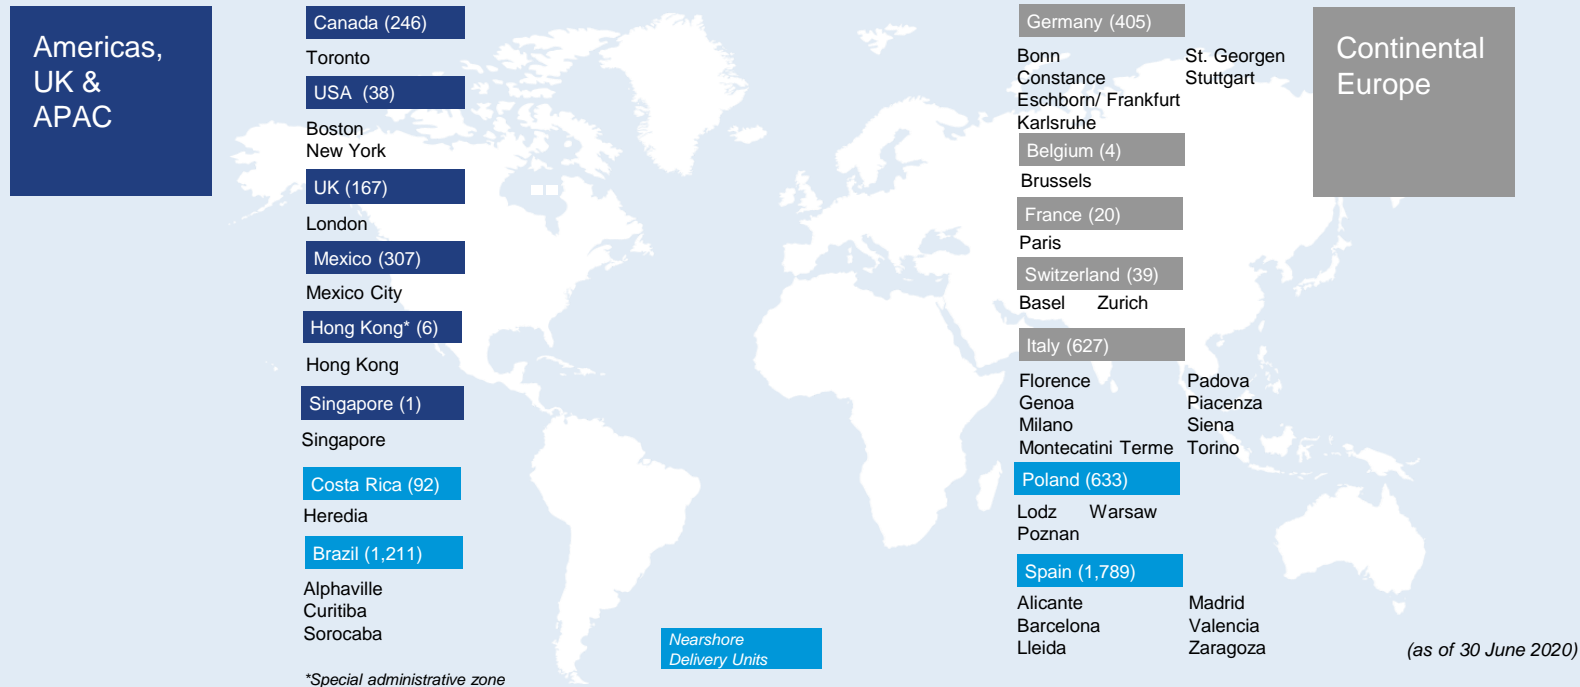 Americas,
UK &
APAC
Canada (246)
Toronto
USA (38)
Boston
New York
UK (167)
London
Mexico (307)
Mexico City
Hong Kong* (6)
Hong Kong
Singapore (1)
Singapore
Costa Rica (92)
Heredia
Brazil (1,211)
Alphaville
Curitiba
Sorocaba
*Special administrative zone
Nearshore
Delivery Units
Germany (405)
Bonn St. Georgen
Constance Stuttgart
Eschborn/ Frankfurt
Karlsruhe
Belgium (4)
Brussels
France (20)
Paris
Switzerland (39)
Basel Zurich
Italy (627)
Florence Padova
Genoa Piacenza
Milano Siena
Montecatini Terme Torino
Poland (633)
Lodz Warsaw
Poznan
Spain (1,789)
Alicante Madrid
Barcelona Valencia
Lleida Zaragoza
Continental
Europe
(as of 30 June 2020)